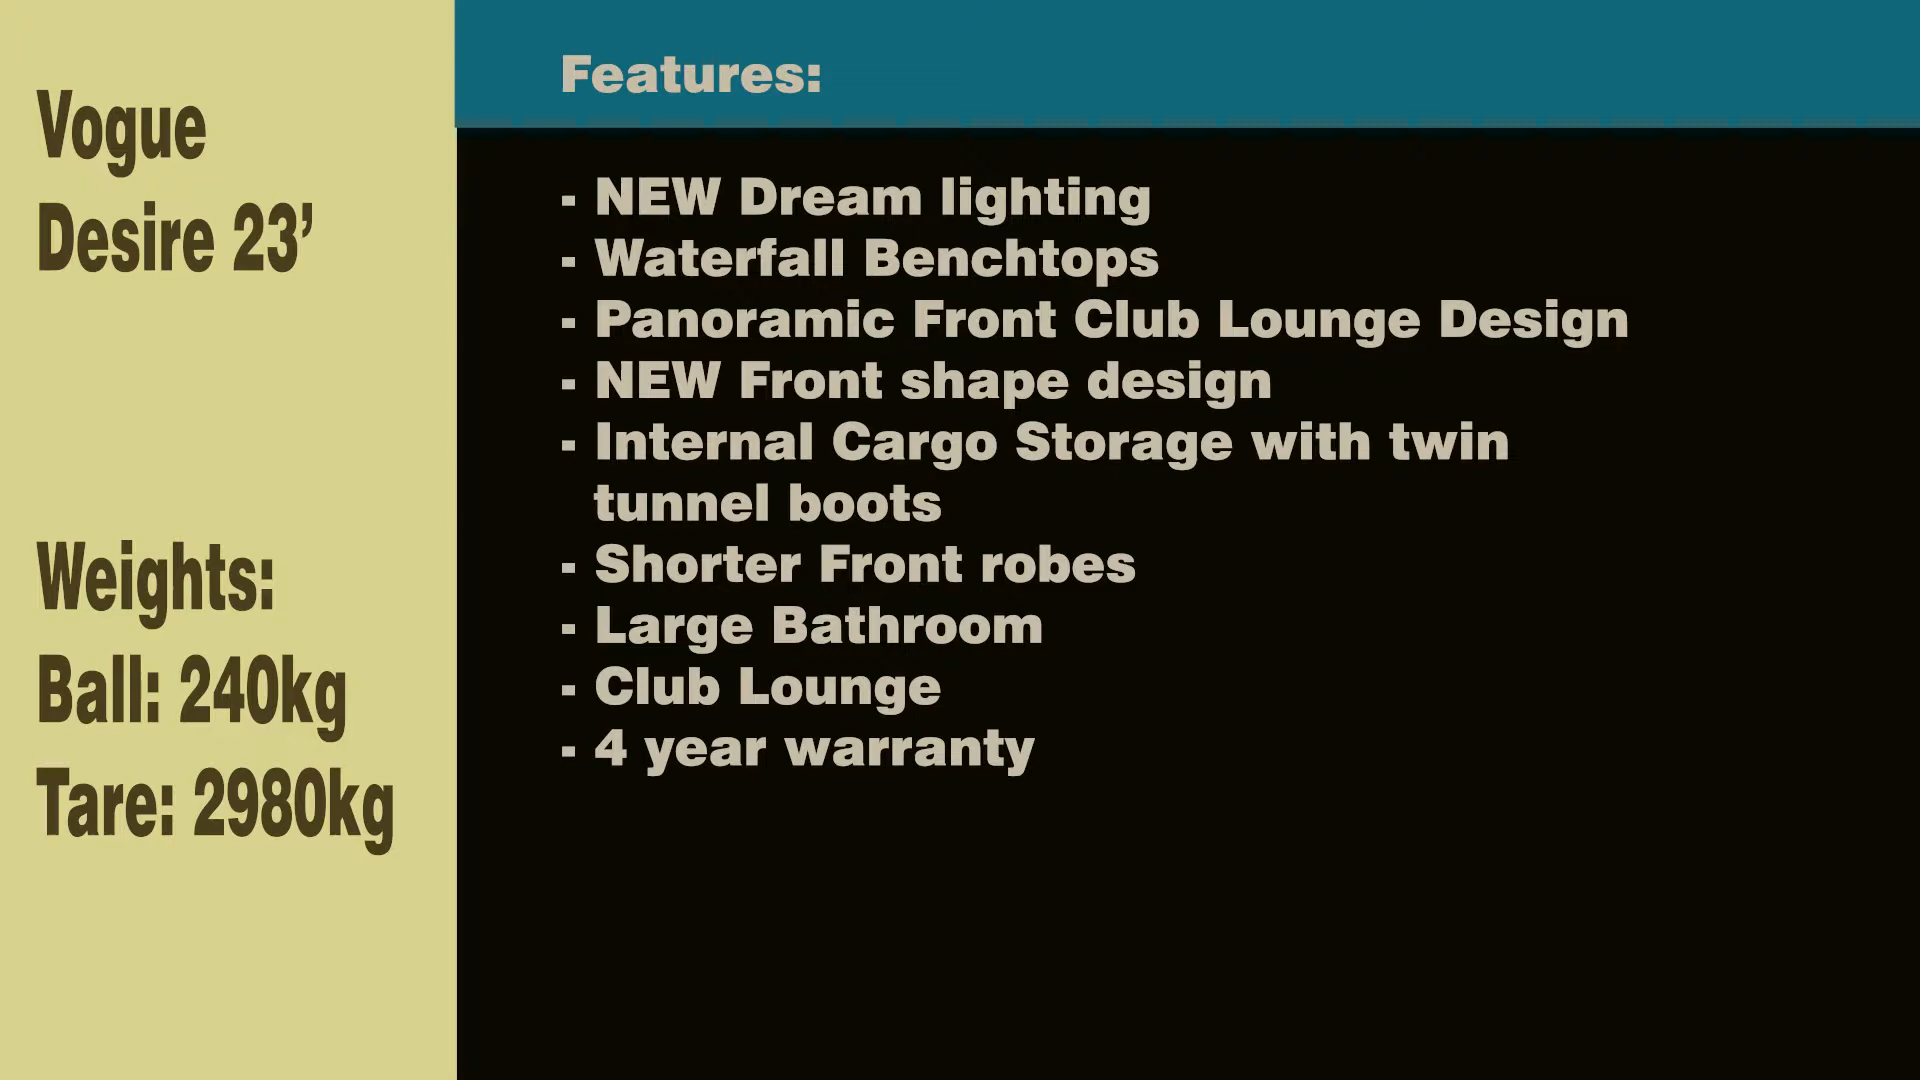 Vogue
Desire 23’
Weights:
Ball: 240kg
Tare: 2980kg
Features:
- NEW Dream lighting
- Waterfall Benchtops
- Panoramic Front Club Lounge Design
- NEW Front shape design
- Internal Cargo Storage with twin
tunnel boots
- Shorter Front robes
- Large Bathroom
- Club Lounge
- 4 year warranty